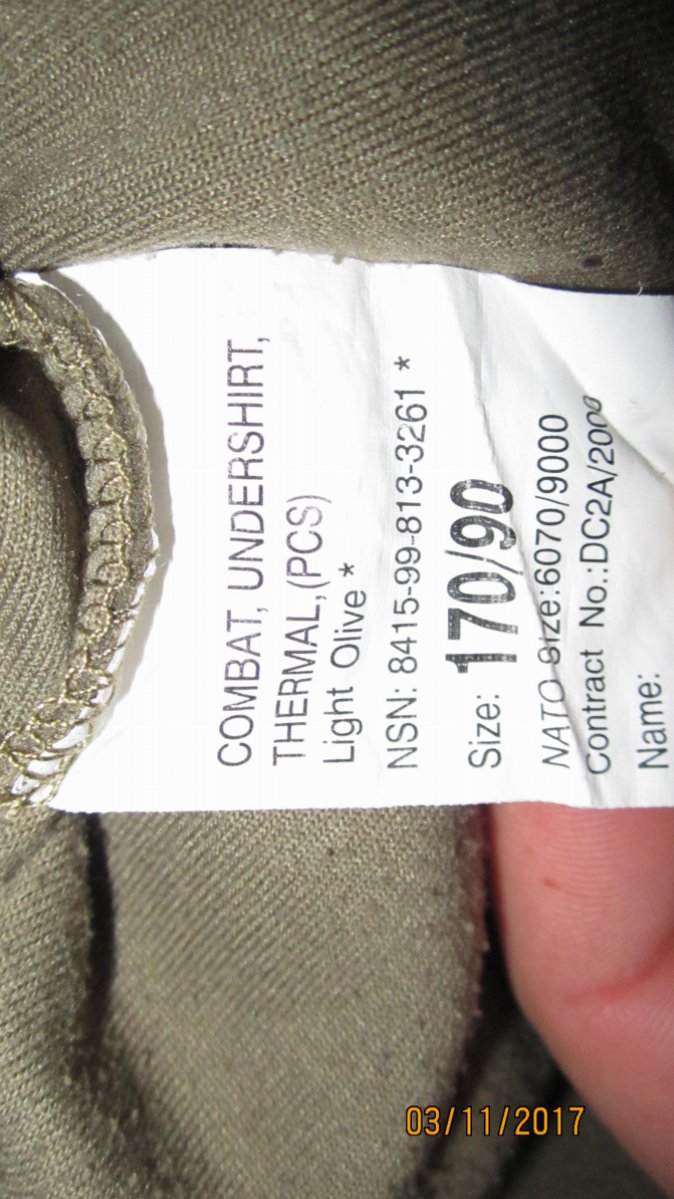 COMBAT, UNDERSHIRT,
THERMAL,(PCS)
Light Olive *
NSN: 8415-99-813-3261 *
Size: 170/90
NATO Size:6070/9000
Contract No.:DC2A/2000
Name:
03/11/2017